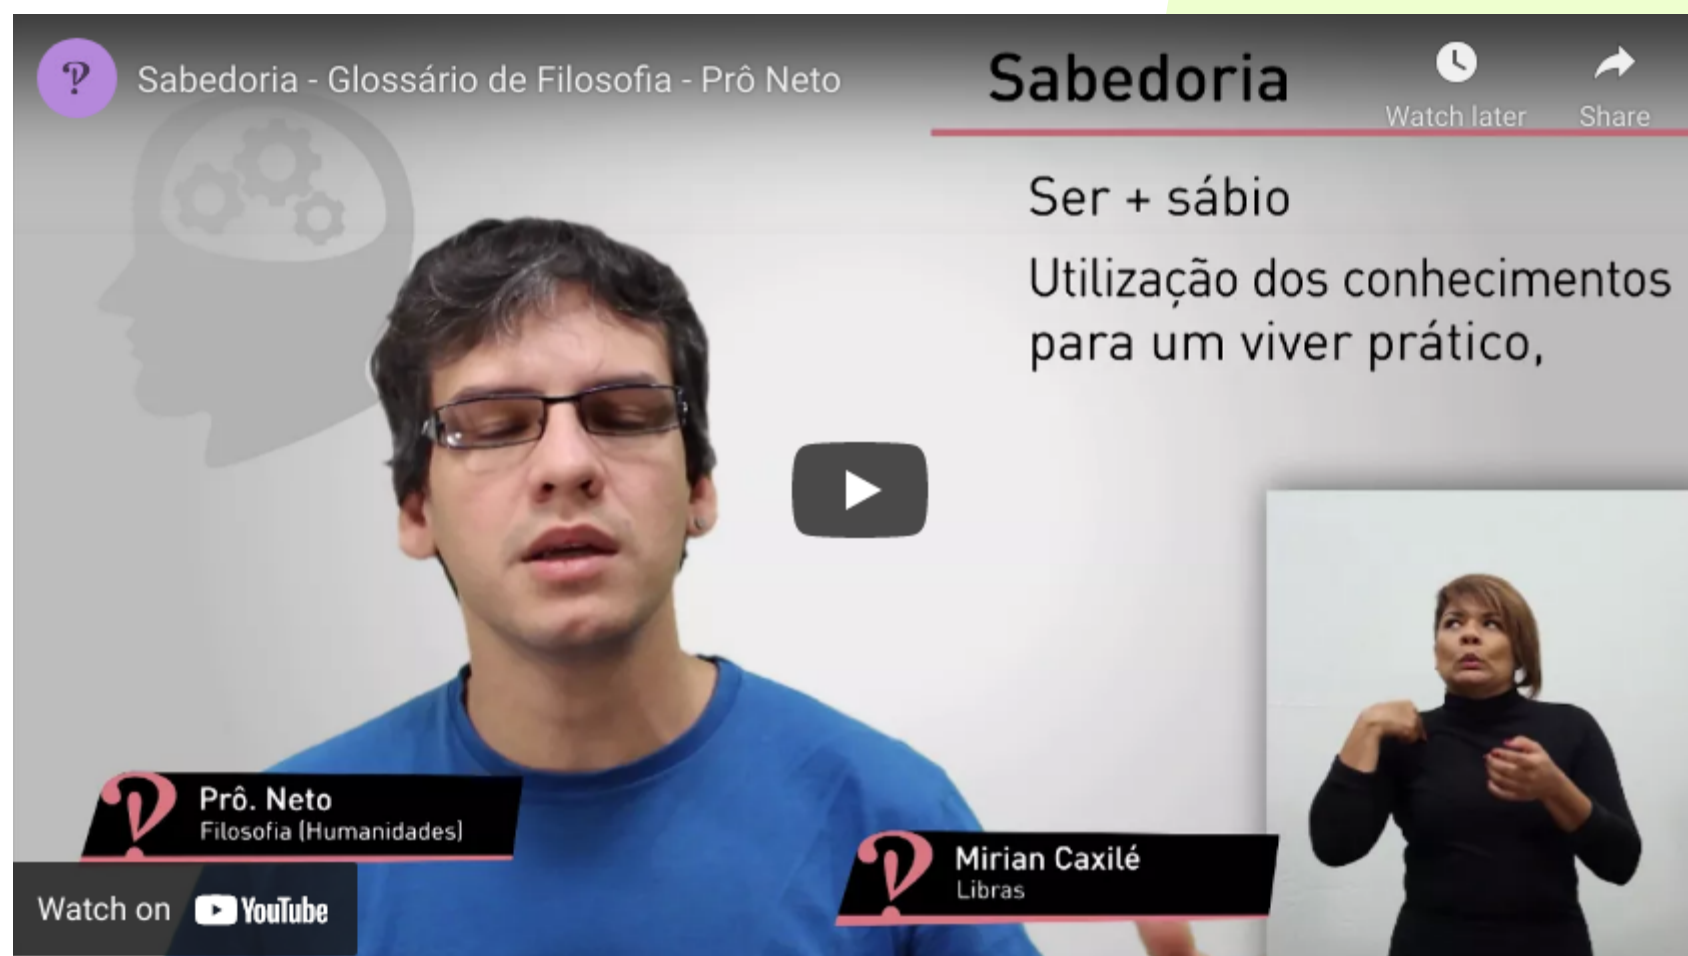 Sabedoria - Glossário de Filosofia - Prô Neto
Sabedoria
Watch later
Share
Ser + sábio
Utilização dos conhecimentos
para um viver prático,
Prô. Neto
Filosofia (Humanidades)
Mirian Caxilé
Libras
Watch on YouTube